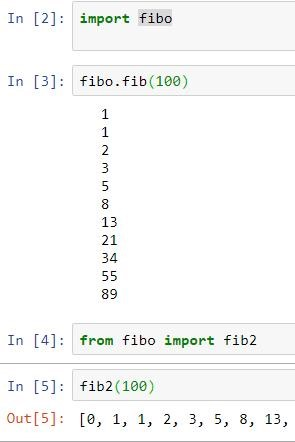 In [2]: import fibo
In [3]: fibo.fib(100)
1
1
2
3
5
8
13
21
34
55
89
In [4]: from fibo import fib2
In [5]: fib2(100)
Out[5]: [0, 1, 1, 2, 3, 5, 8, 13,